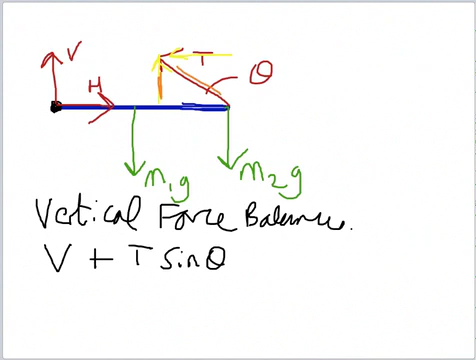 V
T
H
θ
m₁g
m₂g
Vertical Force Balance.
V + T sinθ